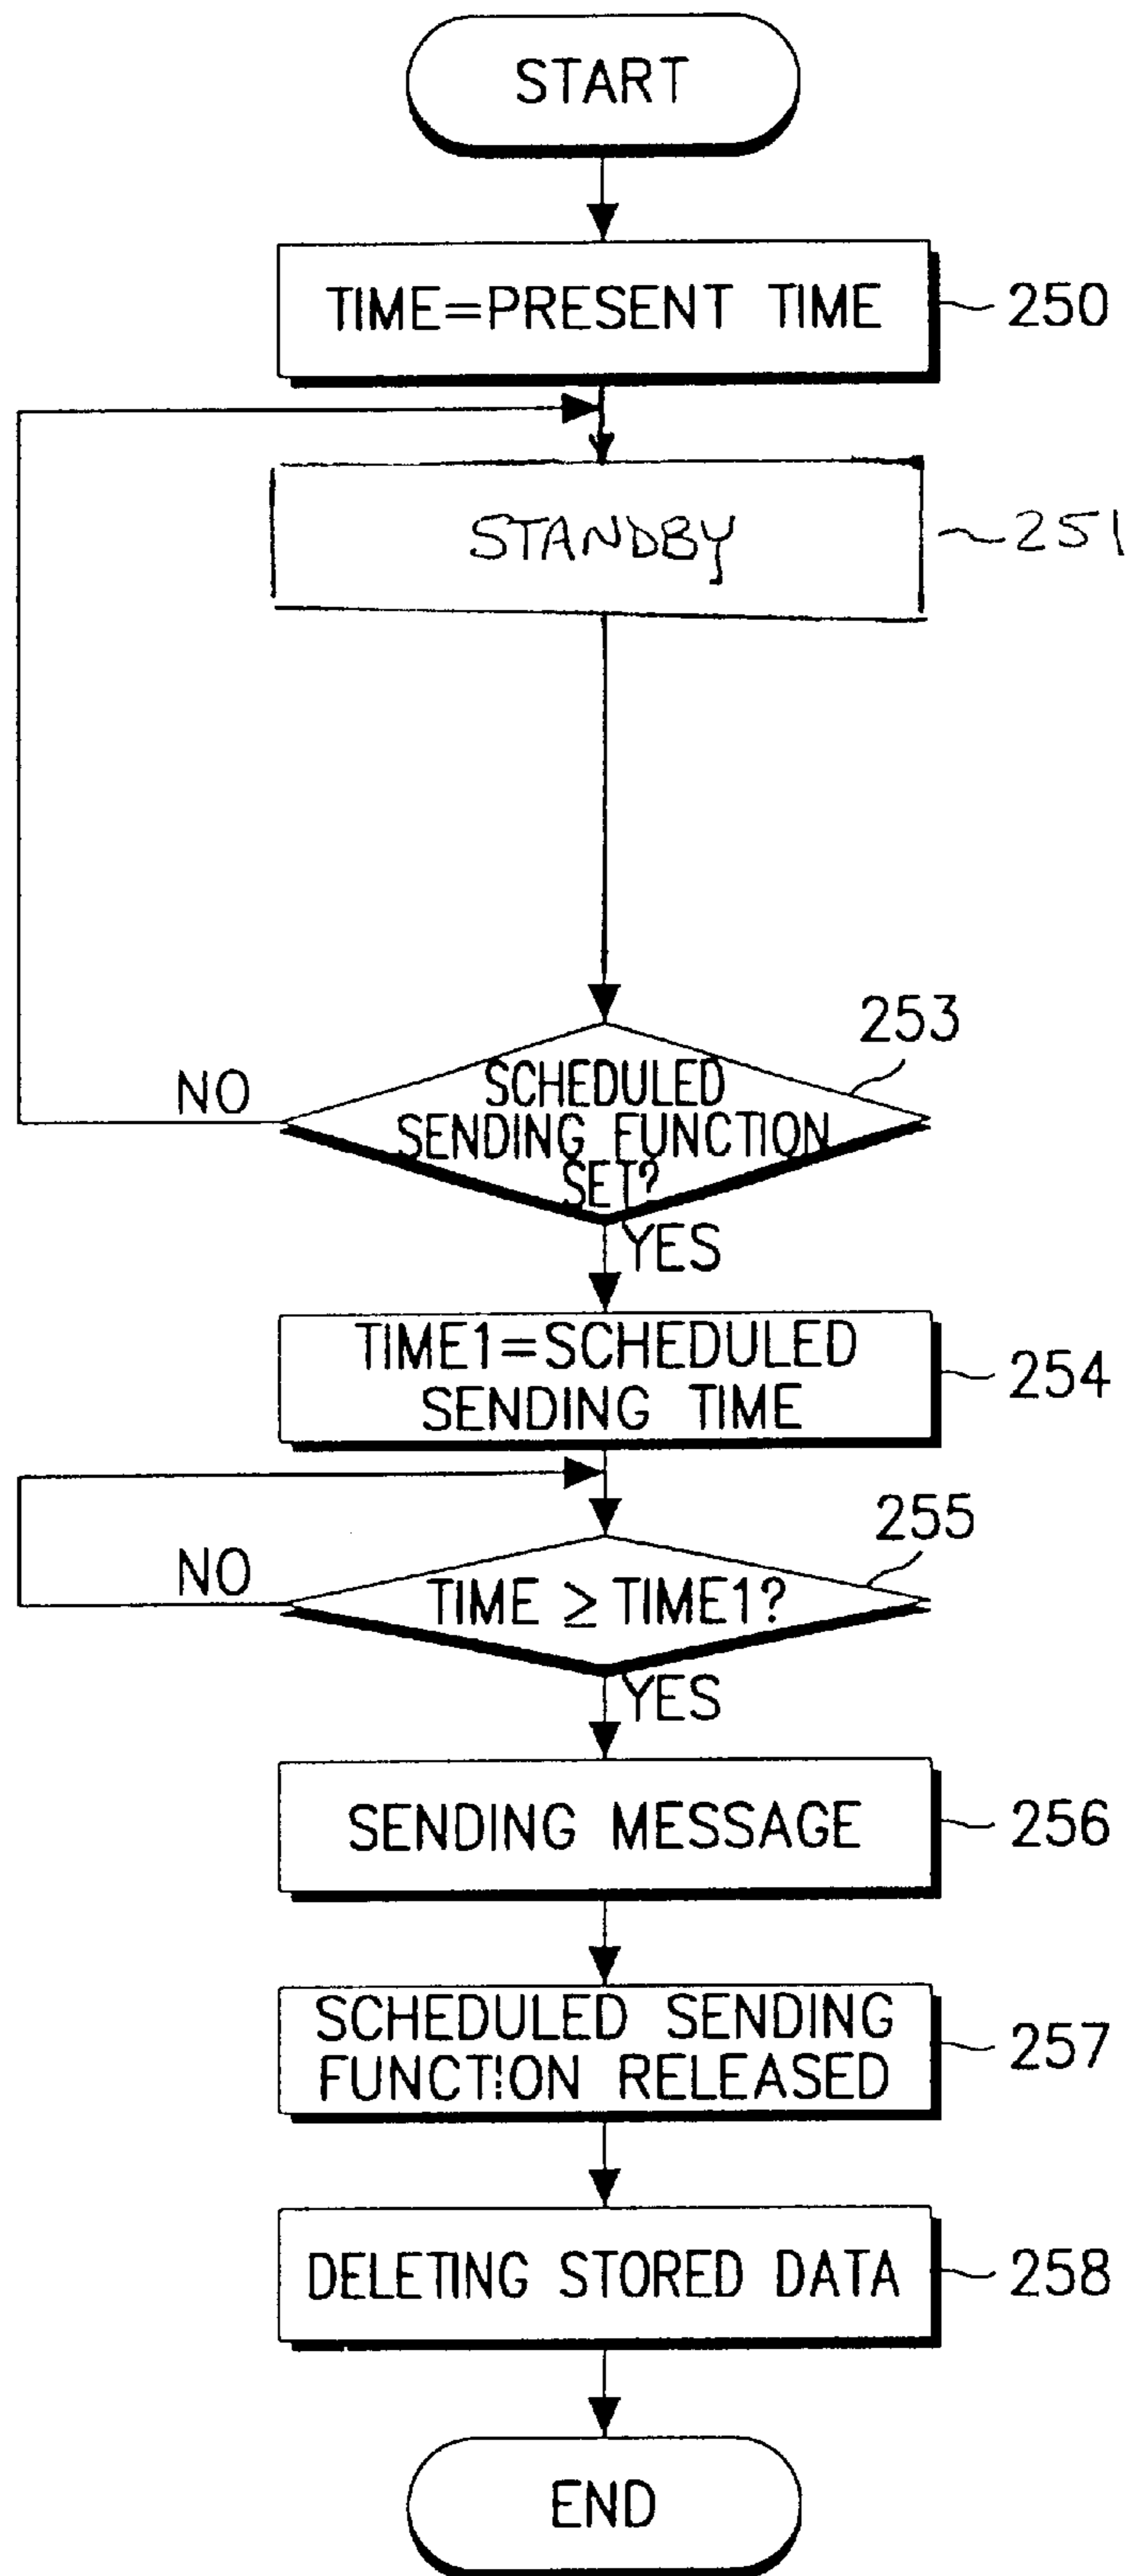 START
TIME=PRESENT TIME
250
STANDBY
251
253
SCHEDULED
SENDING FUNCTION
SET?
NO
YES
TIME1=SCHEDULED
SENDING TIME
254
255
TIME ≥ TIME1?
NO
YES
SENDING MESSAGE
256
SCHEDULED SENDING
FUNCTION RELEASED
257
DELETING STORED DATA
258
END